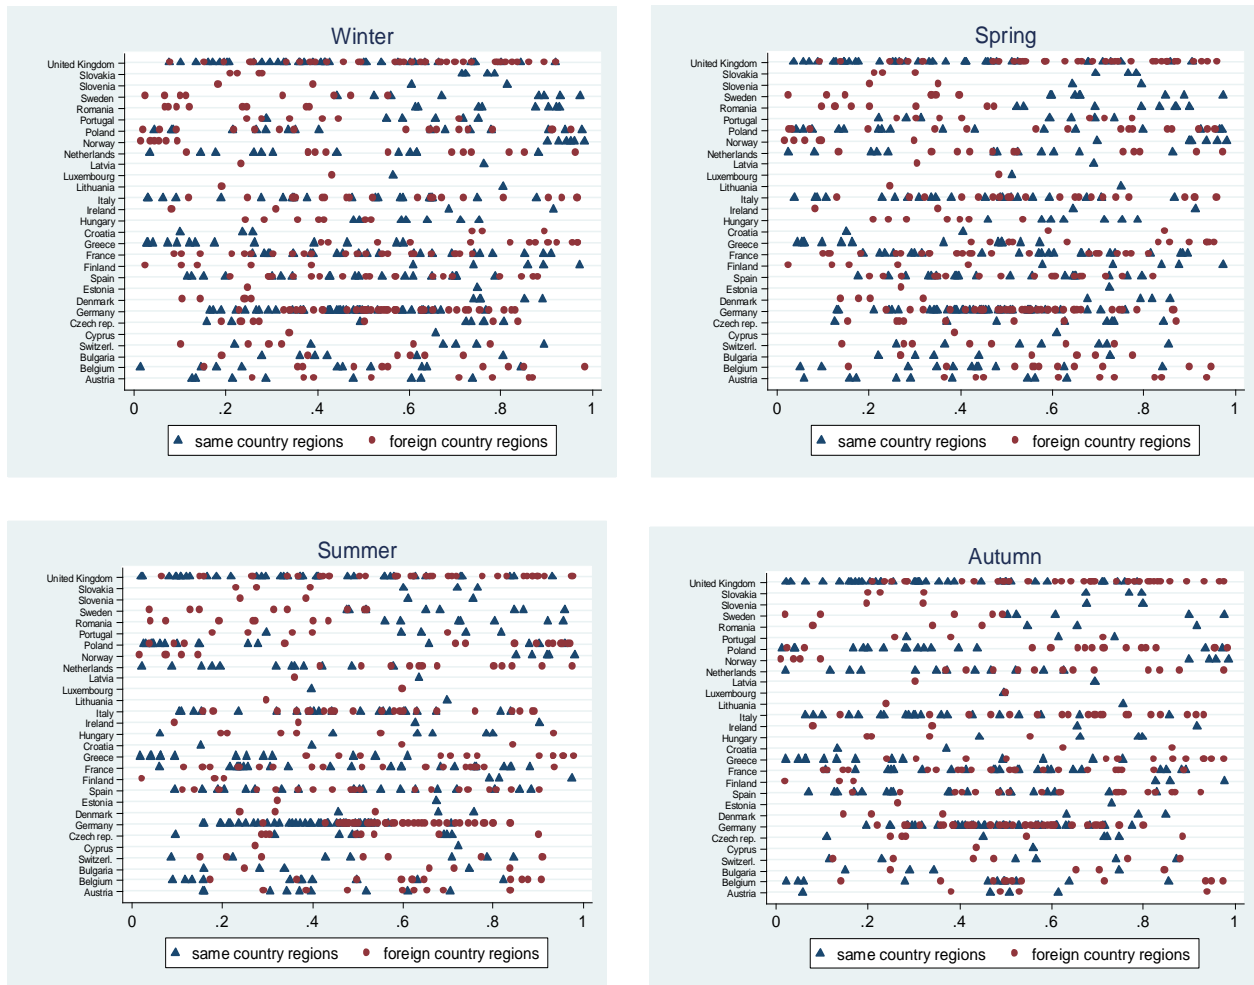 Winter
United Kingdom
Slovakia
Slovenia
Sweden
Romania
Portugal
Poland
Norway
Netherlands
Latvia
Luxembourg
Lithuania
Italy
Ireland
Hungary
Croatia
Greece
France
Finland
Spain
Estonia
Denmark
Germany
Czech rep.
Cyprus
Switzerl.
Bulgaria
Belgium
Austria
0 .2 .4 .6 .8 1
same country regions foreign country regions
Spring
United Kingdom
Slovakia
Slovenia
Sweden
Romania
Portugal
Poland
Norway
Netherlands
Latvia
Luxembourg
Lithuania
Italy
Ireland
Hungary
Croatia
Greece
France
Finland
Spain
Estonia
Denmark
Germany
Czech rep.
Cyprus
Switzerl.
Bulgaria
Belgium
Austria
0 .2 .4 .6 .8 1
same country regions foreign country regions
Summer
United Kingdom
Slovakia
Slovenia
Sweden
Romania
Portugal
Poland
Norway
Netherlands
Latvia
Luxembourg
Lithuania
Italy
Ireland
Hungary
Croatia
Greece
France
Finland
Spain
Estonia
Denmark
Germany
Czech rep.
Cyprus
Switzerl.
Bulgaria
Belgium
Austria
0 .2 .4 .6 .8 1
same country regions foreign country regions
Autumn
United Kingdom
Slovakia
Slovenia
Sweden
Romania
Portugal
Poland
Norway
Netherlands
Latvia
Luxembourg
Lithuania
Italy
Ireland
Hungary
Croatia
Greece
France
Finland
Spain
Estonia
Denmark
Germany
Czech rep.
Cyprus
Switzerl.
Bulgaria
Belgium
Austria
0 .2 .4 .6 .8 1
same country regions foreign country regions